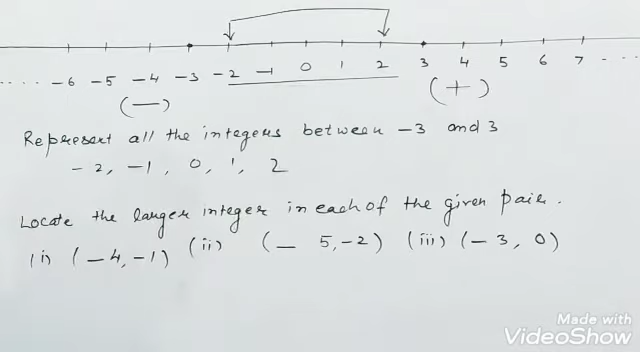 .... -6 -5 -4 -3 -2 -1 0 1 2 3 4 5 6 7 ....
(-) (+)
Represent all the integers between -3 and 3
-2, -1, 0, 1, 2
Locate the larger integer in each of the given pair.
(i) (-4, -1) (ii) (- 5, -2) (iii) (-3, 0)
Made with
VideoShow